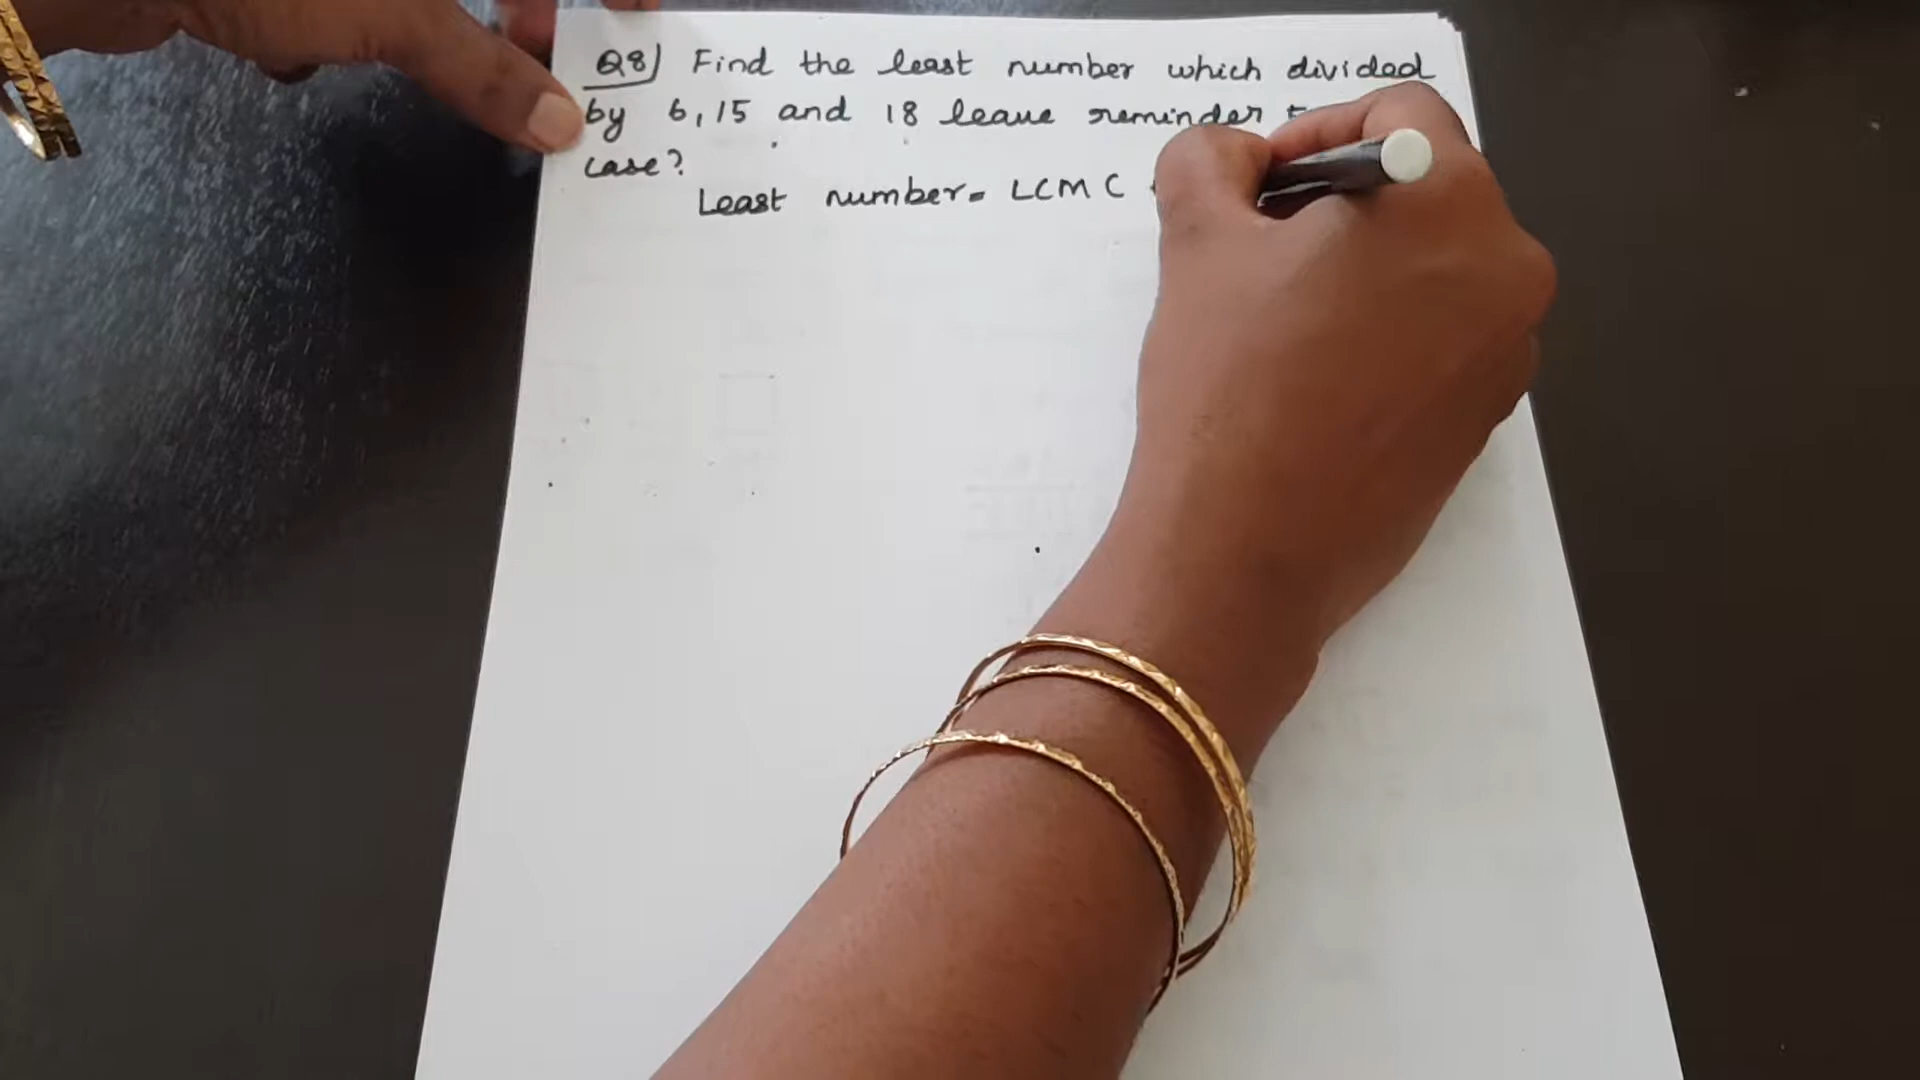 Q8) Find the least number which divided
by 6, 15 and 18 leave reminder
case?
Least number = LCM (